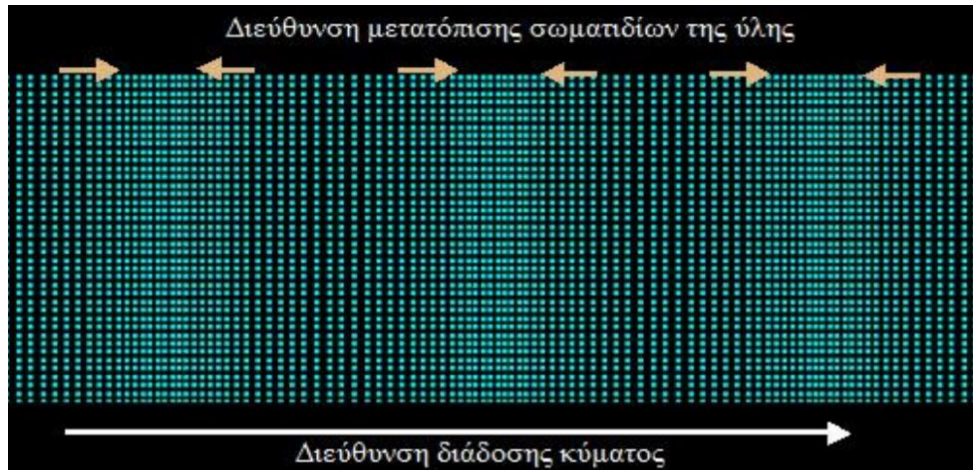 Διεύθυνση μετατόπισης σωματιδίων της ύλης
Διεύθυνση διάδοσης κύματος